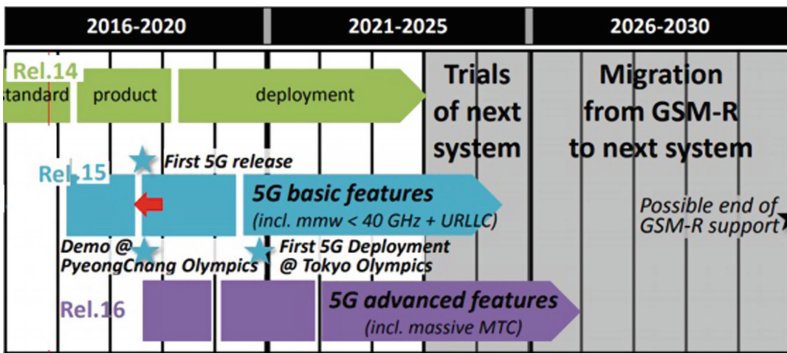 2016-2020 2021-2025 2026-2030
Rel.14
standard product deployment
Trials
of next
system
Migration
from GSM-R
to next system
First 5G release
Rel.15
5G basic features
(incl. mmw < 40 GHz + URLLC)
Possible end of
GSM-R support
Demo @
PyeongChang Olympics
First 5G Deployment
@ Tokyo Olympics
Rel.16
5G advanced features
(incl. massive MTC)